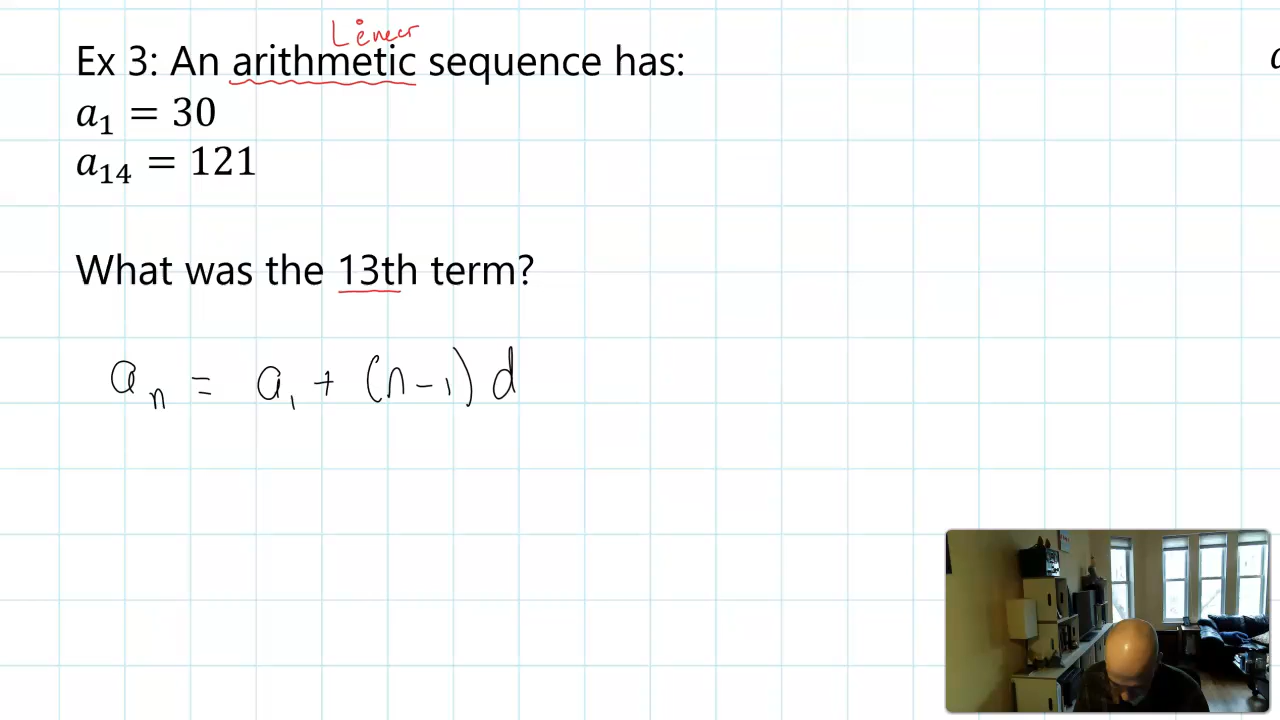 Linear
Ex 3: An arithmetic sequence has:
a₁ = 30
a₁₄ = 121
What was the 13th term?
aₙ = a₁ + (n-1) d